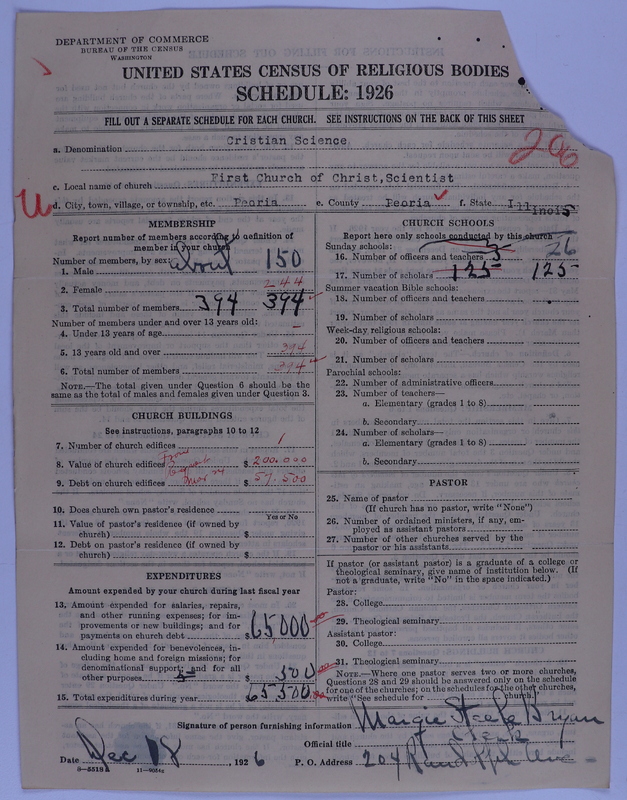 DEPARTMENT OF COMMERCE
BUREAU OF THE CENSUS
WASHINGTON
UNITED STATES CENSUS OF RELIGIOUS BODIES
SCHEDULE: 1926
FILL OUT A SEPARATE SCHEDULE FOR EACH CHURCH. SEE INSTRUCTIONS ON THE BACK OF THIS SHEET
206
a. Denomination Cristian Science
c. Local name of church First Church of Christ,Scientist
d. City, town, village, or township, etc. Peoria e. County Peoria f. State Illinois
MEMBERSHIP
Report number of members according to definition of
member in your church
Number of members, by sex: about 150
1. Male
2. Female 244
3. Total number of members 394 394
Number of members under and over 13 years old:
4. Under 13 years of age –
5. 13 years old and over 394
6. Total number of members 394
NOTE.—The total given under Question 6 should be
same as the total of males and females given under Question 3.
CHURCH BUILDINGS
See instructions, paragraphs 10 to 12
7. Number of church edifices 1
From
8. Value of church edifices $ 200.000
9. Debt on church edifices $ 57.500
10. Does church own pastor's residence
Yes or No
11. Value of pastor's residence (if owned by
church) $
12. Debt on pastor's residence (if owned by
church) $
EXPENDITURES
Amount expended by your church during last fiscal year
13. Amount expended for salaries, repairs,
and other running expenses; for im-
provements or new buildings; and for
payments on church debt $ 65000
14. Amount expended for benevolences, in-
cluding home and foreign missions; for
denominational support; and for all
other purposes $ 500
15. Total expenditures during year 65500
CHURCH SCHOOLS
Report here only schools conducted by this church
Sunday schools: 26
16. Number of officers and teachers 3
17. Number of scholars 125 125
Summer vacation Bible schools:
18. Number of officers and teachers
19. Number of scholars
Week-day religious schools:
20. Number of officers and teachers
21. Number of scholars
Parochial schools:
22. Number of administrative officers
23. Number of teachers—
a. Elementary (grades 1 to 8)
b. Secondary
24. Number of scholars—
a. Elementary (grades 1 to 8)
b. Secondary
PASTOR
25. Name of pastor
(If church has no pastor, write "None")
26. Number of ordained ministers, if any, em-
ployed as assistant pastors
27. Number of other churches served by the
pastor or his assistants
If pastor (or assistant pastor) is a graduate of a college or
theological seminary, give name of institution below. (If
not a graduate, write "No" in the space indicated.)
Pastor:
28. College
29. Theological seminary
Assistant pastor:
30. College
31. Theological seminary
NOTE.—Where one pastor serves two or more churches,
Questions 28 and 29 should be answered only on the schedule
for one of the churches; on the schedules for the other churches,
write "See schedule for church."
Signature of person furnishing information Margie Steele Bryan
Official title Clerk
Date Dec 18, 1926 P. O. Address 204 Randolph Ave
8—5518 A 11—8054c